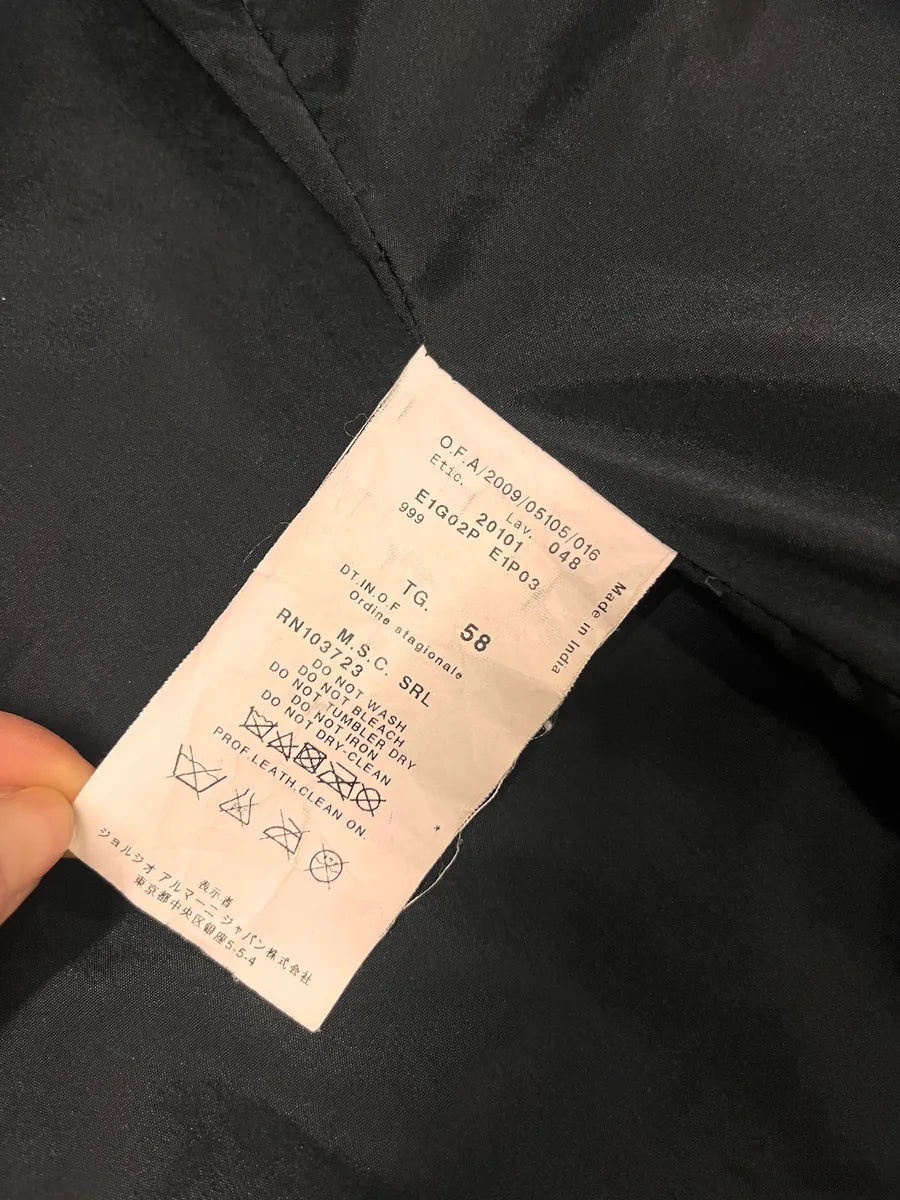 O.F.A/2009/05105/016
Etic. Lav.
20101 048
E1G02P E1P03
999
Made in India
TG. 58
DT.IN.O.F
Ordine stagionale
M.S.C. SRL
RN103723
DO NOT WASH
DO NOT BLEACH
DO NOT TUMBLER DRY
DO NOT IRON
DO NOT DRY-CLEAN
PROF.LEATH.CLEAN ON.
*
表示者
ジョルジオ アルマーニ ジャパン株式会社
東京都中央区銀座5-5-4